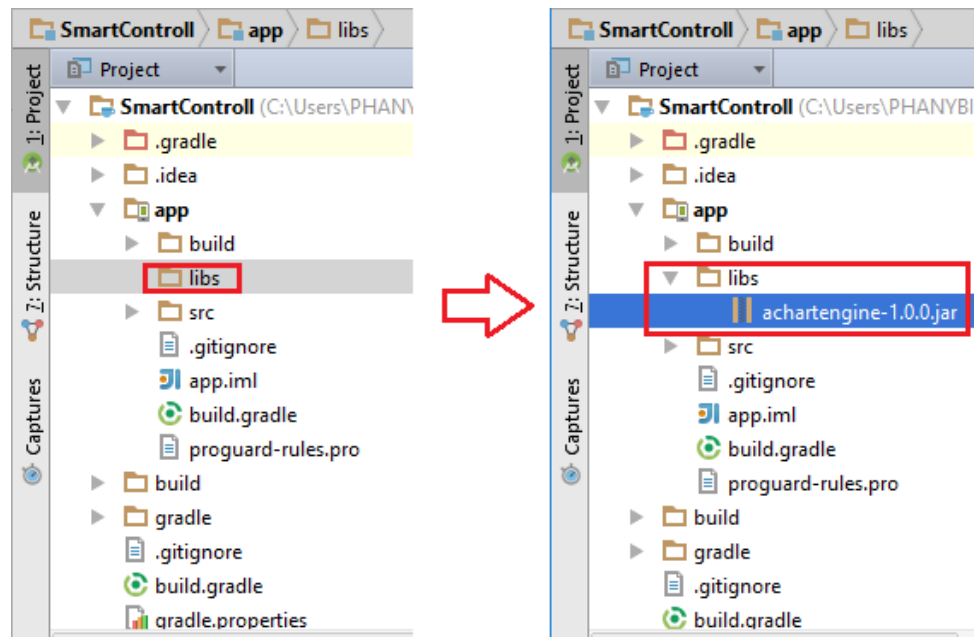 SmartControll app libs
Project
SmartControll (C:\Users\PHANY
.gradle
.idea
app
build
libs
src
.gitignore
app.iml
build.gradle
proguard-rules.pro
build
gradle
.gitignore
build.gradle
gradle.properties
1: Project
7: Structure
Captures
SmartControll app libs
Project
SmartControll (C:\Users\PHANYBI
.gradle
.idea
app
build
libs
achartengine-1.0.0.jar
src
.gitignore
app.iml
build.gradle
proguard-rules.pro
build
gradle
.gitignore
build.gradle
1: Project
7: Structure
Captures